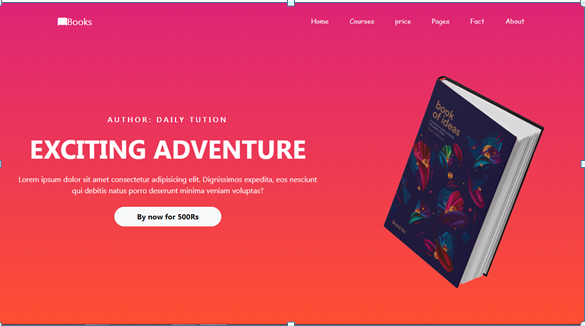 Books
Home Courses price Pages Fact About
AUTHOR: DAILY TUTION
EXCITING ADVENTURE
Lorem ipsum dolor sit amet consectetur adipisicing elit. Dignissimos expedita, eos nesciunt
qui debitis natus porro deserunt minima veniam voluptas?
By now for 500Rs
book
of ideas